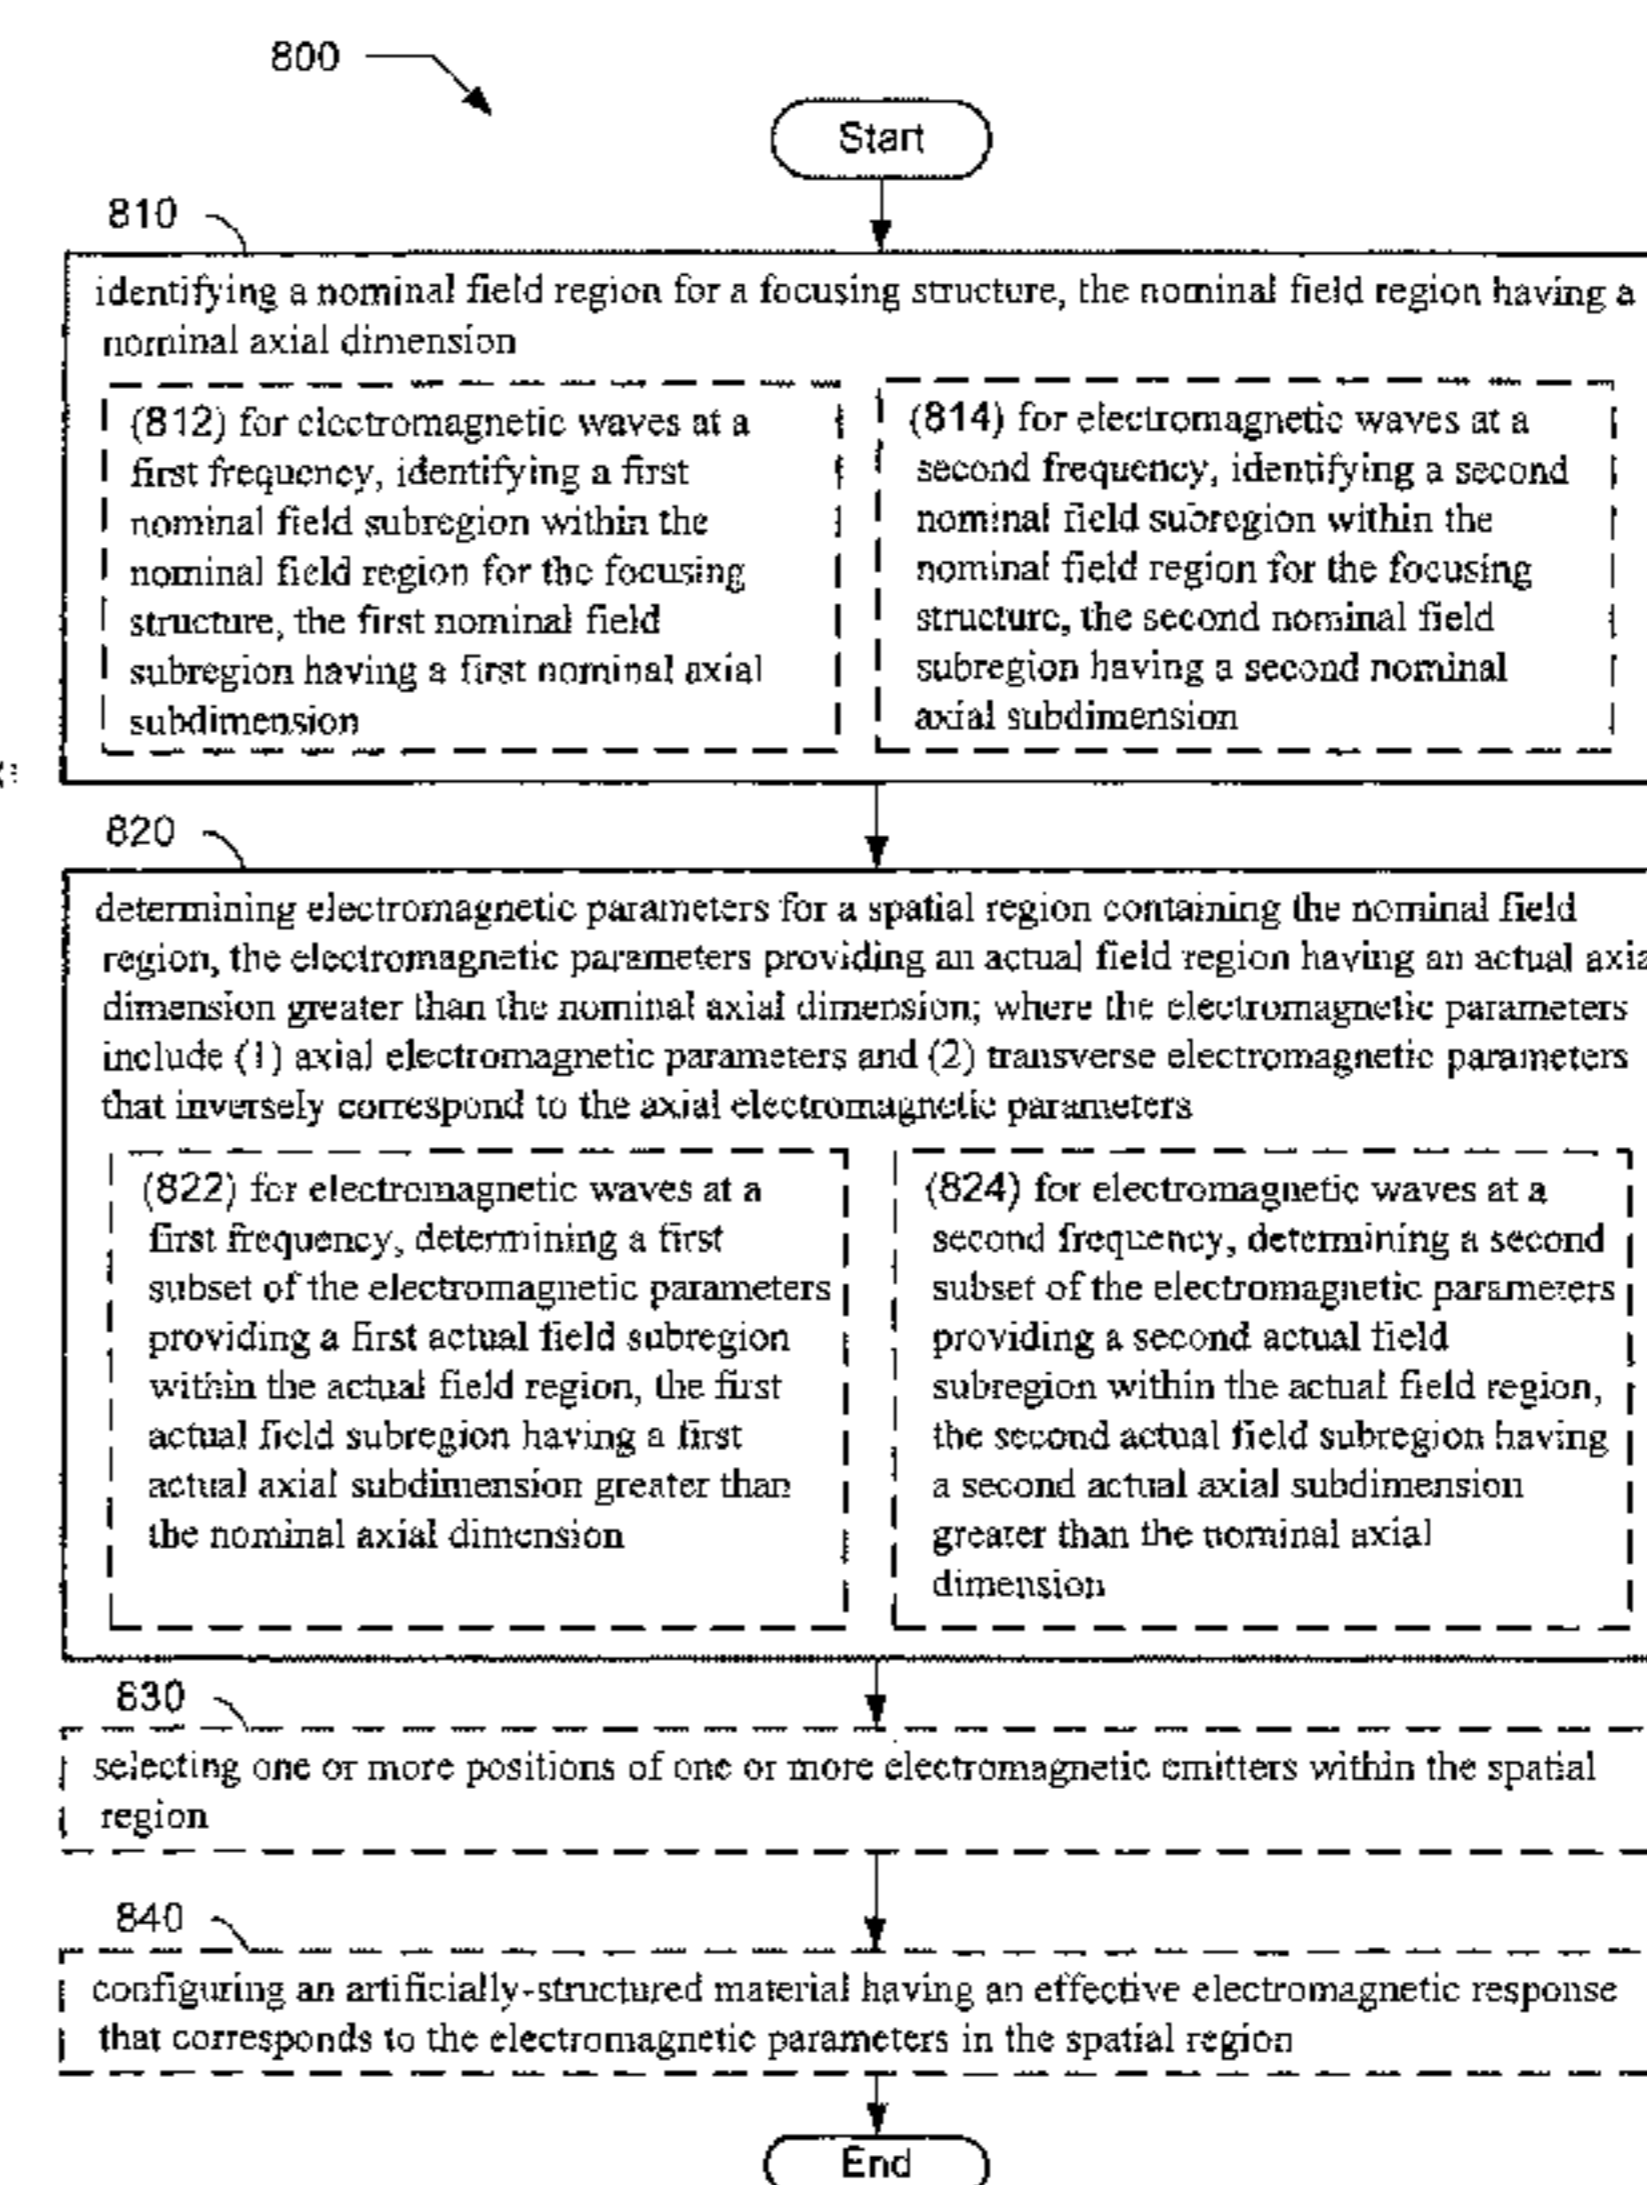 800
Start
810
identifying a nominal field region for a focusing structure, the nominal field region having a
nominal axial dimension
(812) for electromagnetic waves at a
first frequency, identifying a first
nominal field subregion within the
nominal field region for the focusing
structure, the first nominal field
subregion having a first nominal axial
subdimension
(814) for electromagnetic waves at a
second frequency, identifying a second
nominal field subregion within the
nominal field region for the focusing
structure, the second nominal field
subregion having a second nominal
axial subdimension
820
determining electromagnetic parameters for a spatial region containing the nominal field
region, the electromagnetic parameters providing an actual field region having an actual axia
dimension greater than the nominal axial dimension; where the electromagnetic parameters
include (1) axial electromagnetic parameters and (2) transverse electromagnetic parameters
that inversely correspond to the axial electromagnetic parameters
(822) for electromagnetic waves at a
first frequency, determining a first
subset of the electromagnetic parameters
providing a first actual field subregion
within the actual field region, the first
actual field subregion having a first
actual axial subdimension greater than
the nominal axial dimension
(824) for electromagnetic waves at a
second frequency, determining a second
subset of the electromagnetic parameters
providing a second actual field
subregion within the actual field region,
the second actual field subregion having
a second actual axial subdimension
greater than the nominal axial
dimension
830
selecting one or more positions of one or more electromagnetic emitters within the spatial
region
840
configuring an artificially-structured material having an effective electromagnetic response
that corresponds to the electromagnetic parameters in the spatial region
End